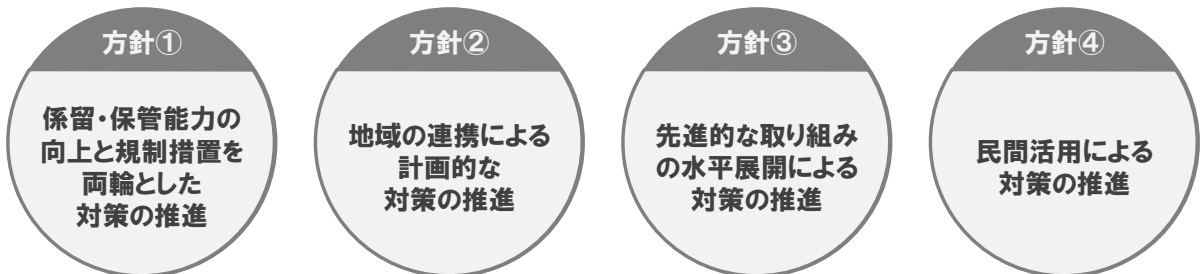 方針①
係留・保管能力の
向上と規制措置を
両輪とした
対策の推進
方針②
地域の連携による
計画的な
対策の推進
方針③
先進的な取り組み
の水平展開による
対策の推進
方針④
民間活用による
対策の推進